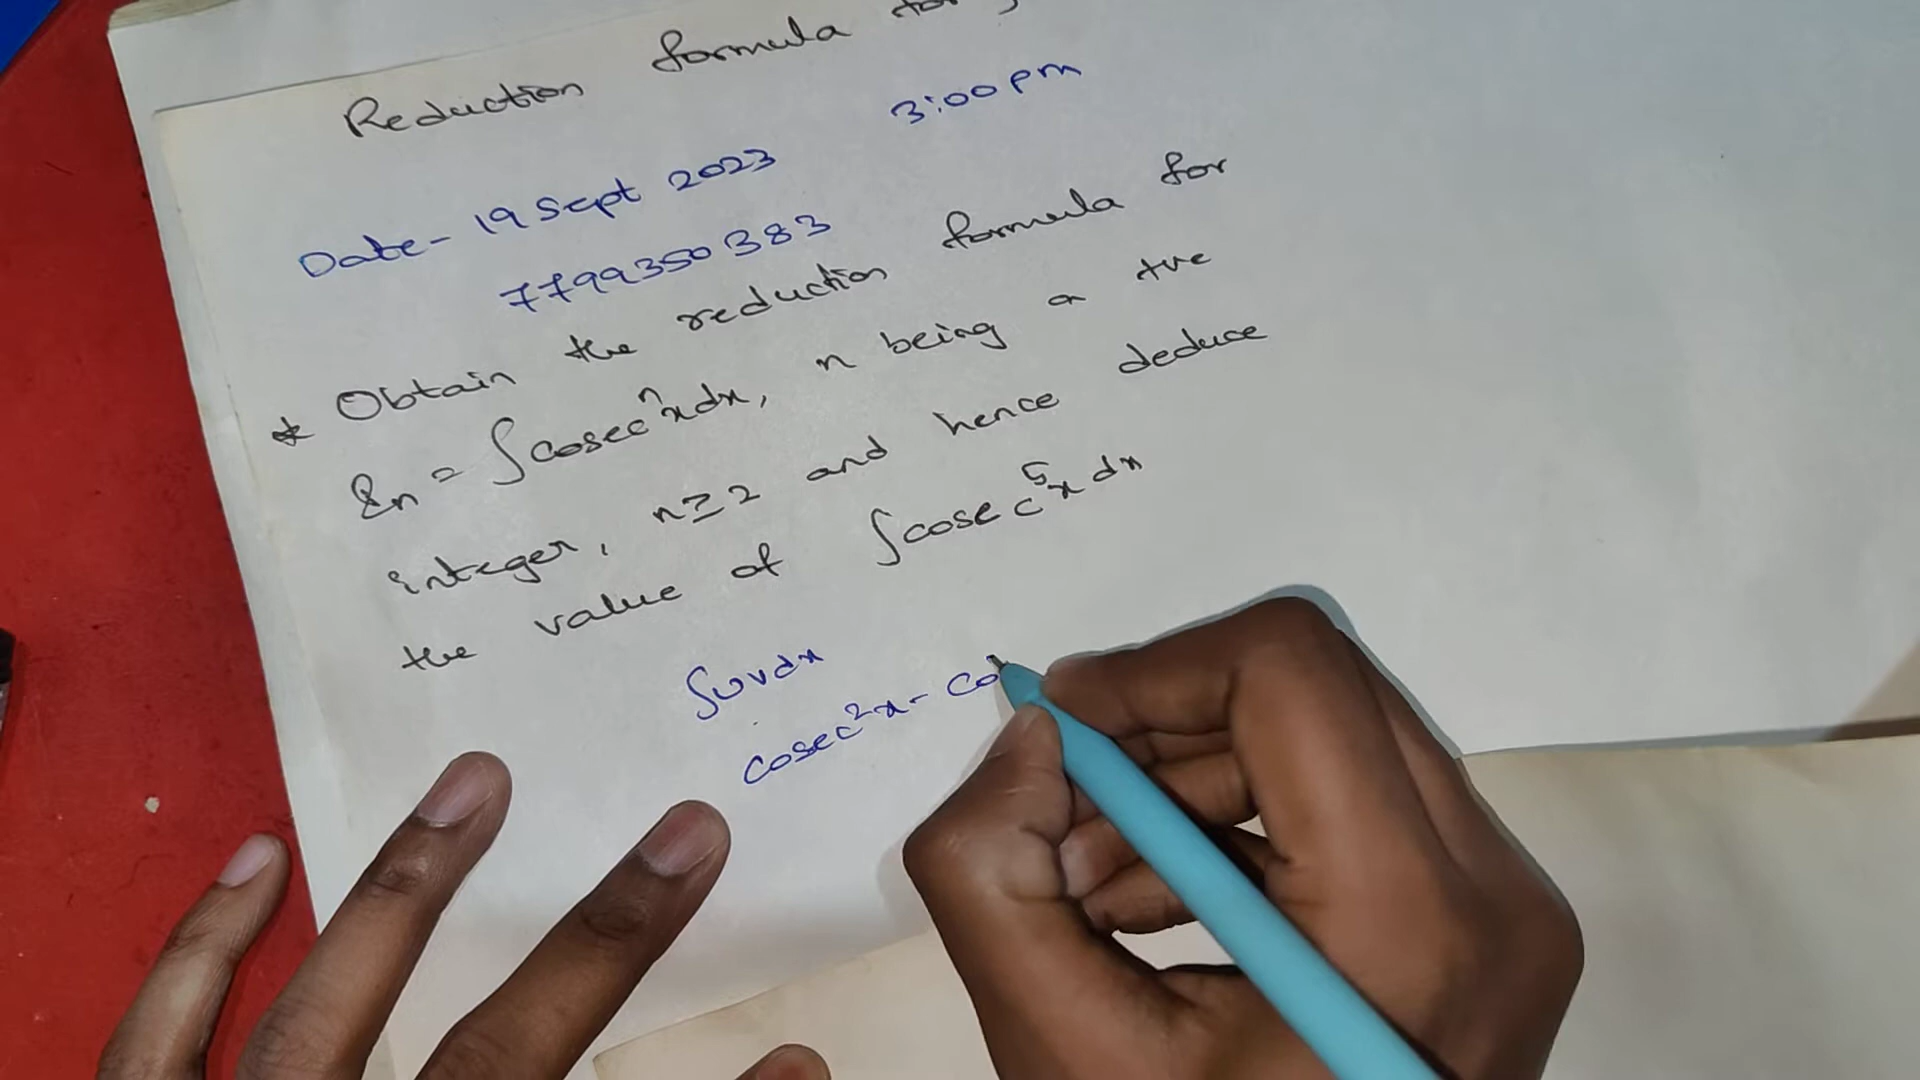 Reduction formula for
Date- 19 Sept 2023 3:00 pm
7799350383
* Obtain the reduction formula for
In = ∫cosecⁿx dx, n being a +ve
integer, n≥2 and hence deduce
the value of ∫cosec⁵x dx
∫uv dx
cosec²x - co